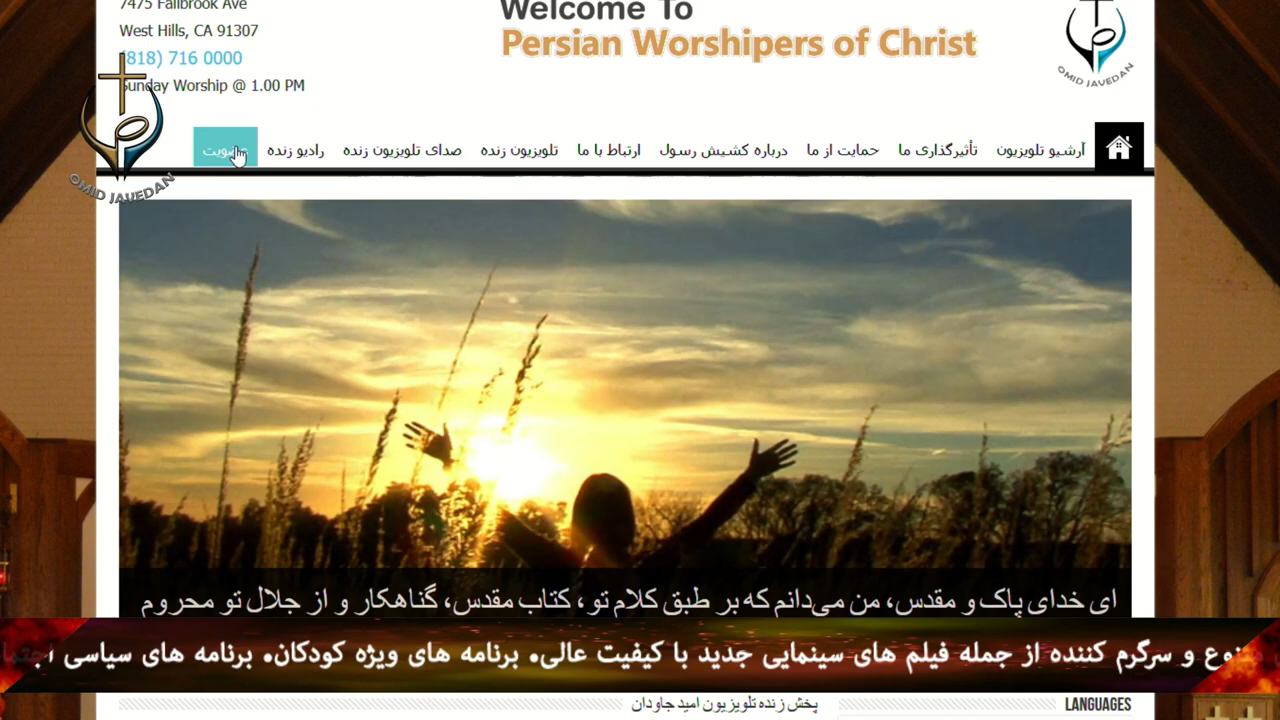 7475 Fallbrook Ave
West Hills, CA 91307
(818) 716 0000
Sunday Worship @ 1.00 PM
Welcome To
Persian Worshipers of Christ
OMID JAVEDAN
OMID JAVEDAN
آرشیو تلویزیون تأثیرگذاری ما حمایت از ما درباره کشیش رسول ارتباط با ما تلویزیون زنده صدای تلویزیون زنده رادیو زنده عضویت
ای خدای پاک و مقدس، من می‌دانم که بر طبق کلام تو، کتاب مقدس، گناهکار و از جلال تو محروم
و سرگرم کننده از جمله فیلم های سینمایی جدید با کیفیت عالی. برنامه های ویژه کودکان. برنامه های سیاسی
پخش زنده تلویزیون امید جاودان
LANGUAGES